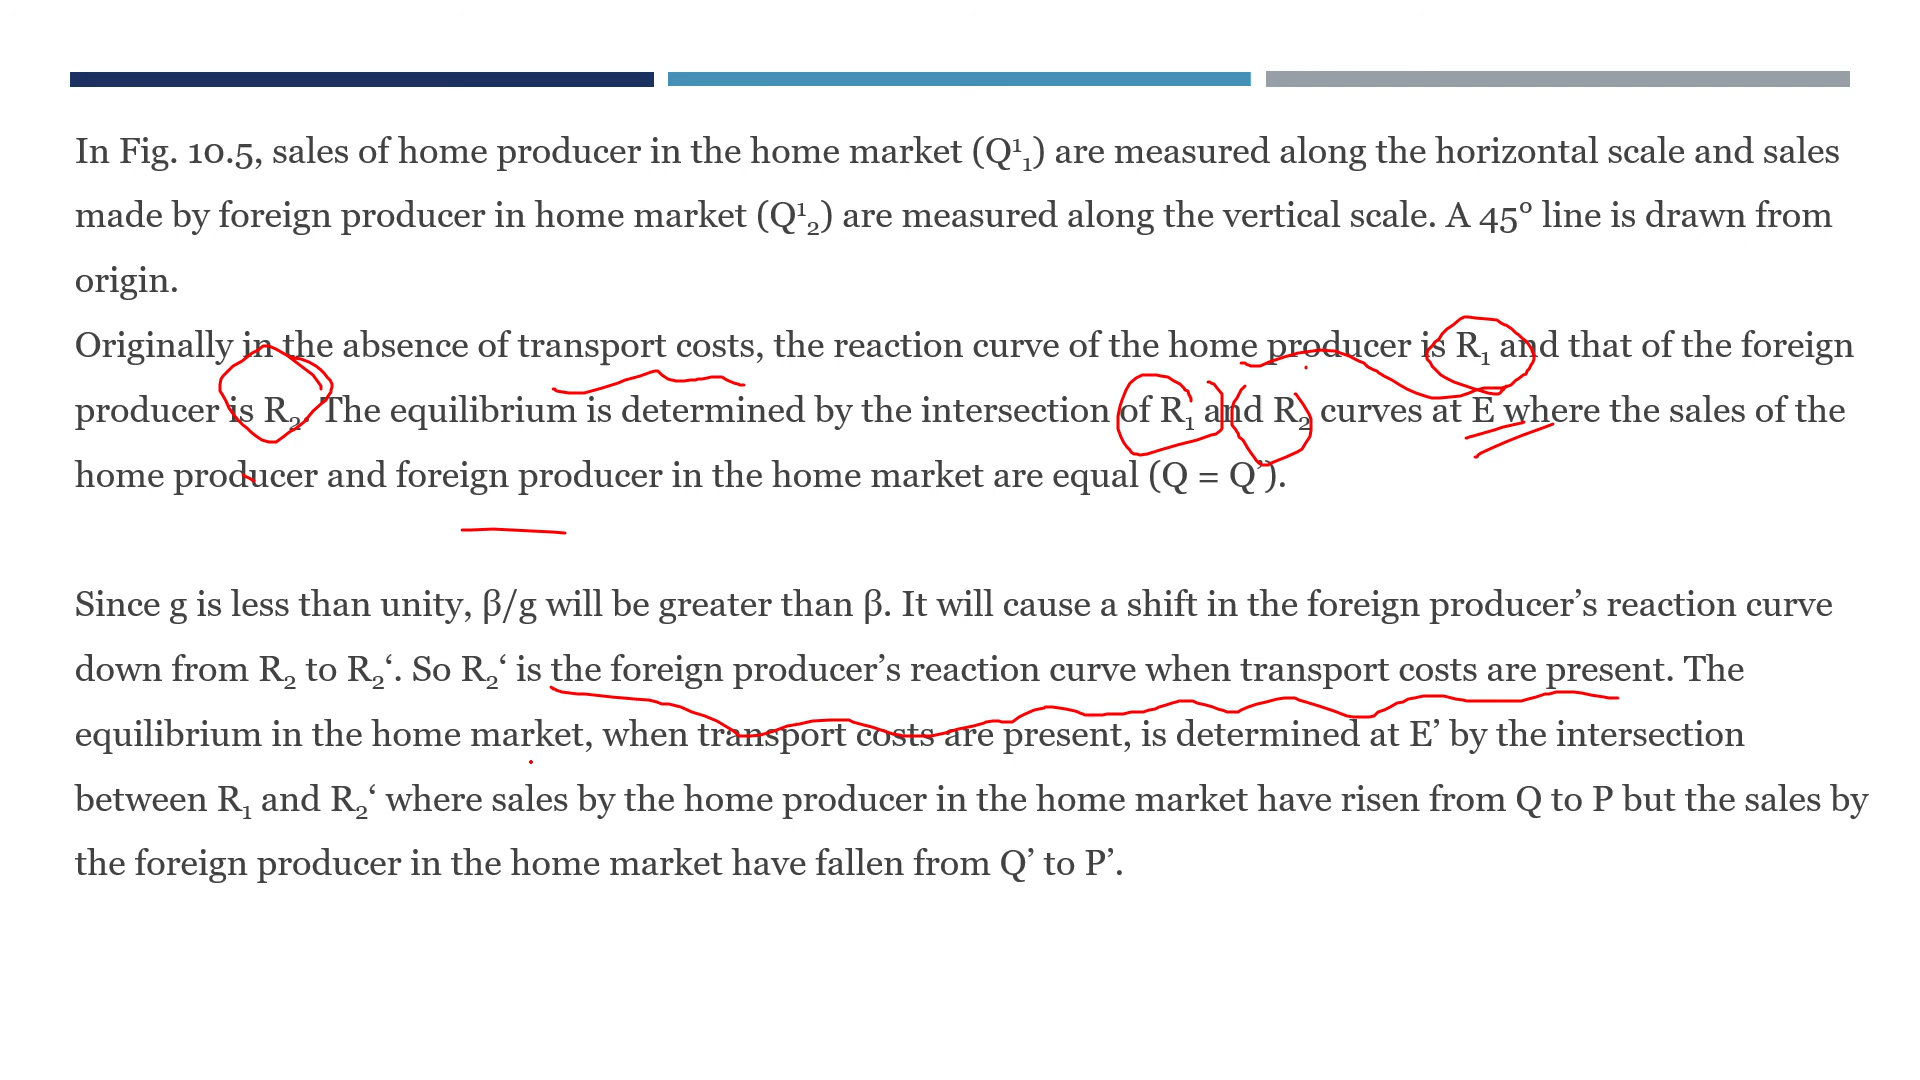 In Fig. 10.5, sales of home producer in the home market (Q¹₁) are measured along the horizontal scale and sales
made by foreign producer in home market (Q¹₂) are measured along the vertical scale. A 45° line is drawn from
origin.
Originally in the absence of transport costs, the reaction curve of the home producer is R₁ and that of the foreign
producer is R₂. The equilibrium is determined by the intersection of R₁ and R₂ curves at E where the sales of the
home producer and foreign producer in the home market are equal (Q = Q’).
Since g is less than unity, β/g will be greater than β. It will cause a shift in the foreign producer’s reaction curve
down from R₂ to R₂‘. So R₂‘ is the foreign producer’s reaction curve when transport costs are present. The
equilibrium in the home market, when transport costs are present, is determined at E’ by the intersection
between R₁ and R₂‘ where sales by the home producer in the home market have risen from Q to P but the sales by
the foreign producer in the home market have fallen from Q’ to P’.